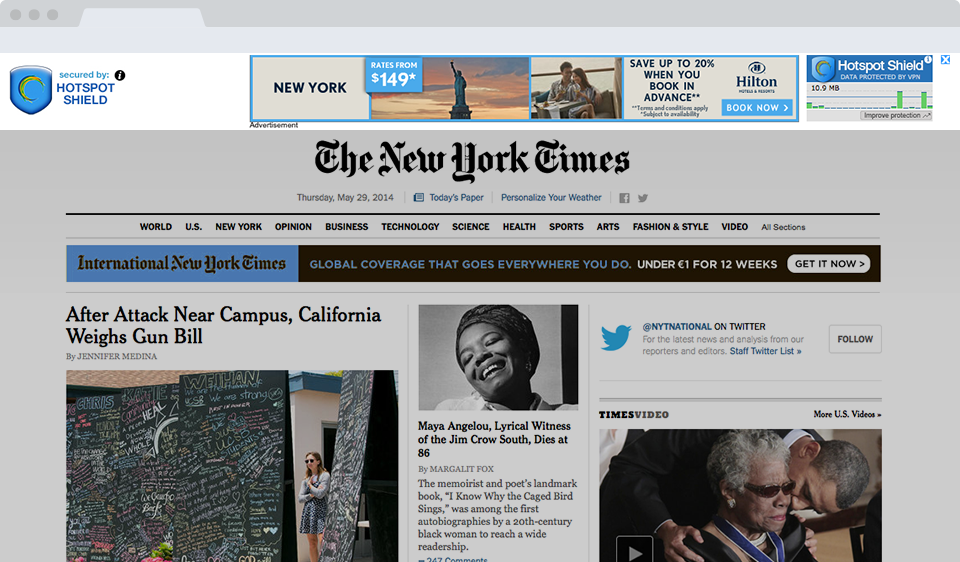 secured by:
HOTSPOT
SHIELD
NEW YORK
RATES FROM
$149*
SAVE UP TO 20%
WHEN YOU
BOOK IN
ADVANCE**
**Terms and conditions apply
*Subject to availability
Hilton
HOTELS & RESORTS
BOOK NOW >
Advertisement
Hotspot Shield
DATA PROTECTED BY VPN
10.9 MB
Improve protection
The New York Times
Thursday, May 29, 2014
Today's Paper
Personalize Your Weather
WORLD U.S. NEW YORK OPINION BUSINESS TECHNOLOGY SCIENCE HEALTH SPORTS ARTS FASHION & STYLE VIDEO All Sections
International New York Times
GLOBAL COVERAGE THAT GOES EVERYWHERE YOU DO. UNDER €1 FOR 12 WEEKS
GET IT NOW >
After Attack Near Campus, California
Weighs Gun Bill
By JENNIFER MEDINA
CHRIS
KATIE
WEIHAN
We are strong
HEAL
Maya Angelou, Lyrical Witness
of the Jim Crow South, Dies at
86
By MARGALIT FOX
The memoirist and poet's landmark
book, “I Know Why the Caged Bird
Sings,” was among the first
autobiographies by a 20th-century
black woman to reach a wide
readership.
247 Comments
@NYTNATIONAL ON TWITTER
For the latest news and analysis from our
reporters and editors. Staff Twitter List »
FOLLOW
TIMESVIDEO
More U.S. Videos »